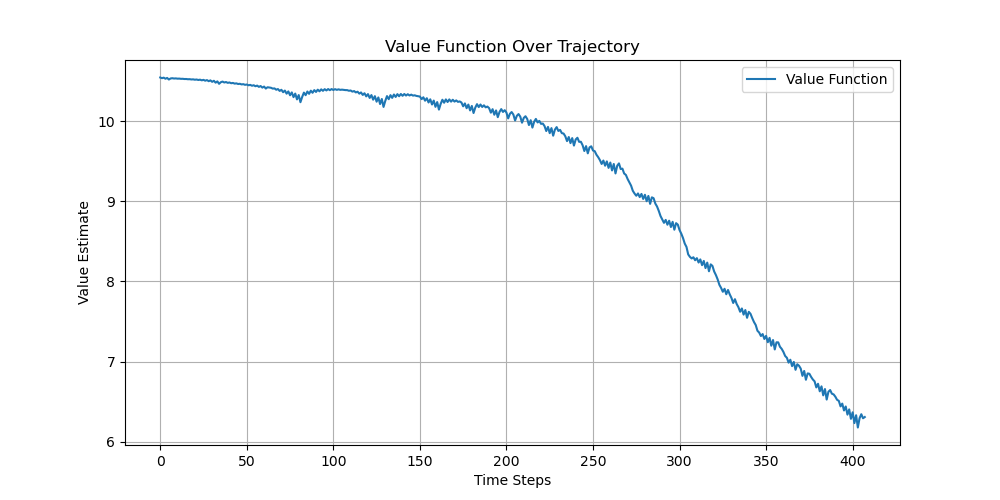 Value Function Over Trajectory
Value Function
Value Estimate
10
9
8
7
6
0 50 100 150 200 250 300 350 400
Time Steps